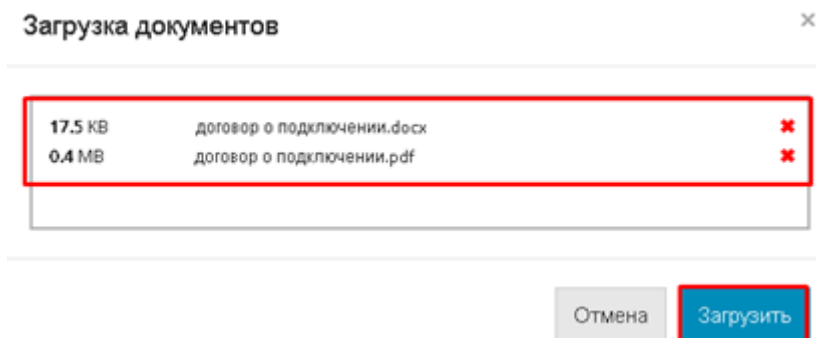 Загрузка документов
17.5 KB договор о подключении.docx
0.4 MB договор о подключении.pdf
Отмена Загрузить